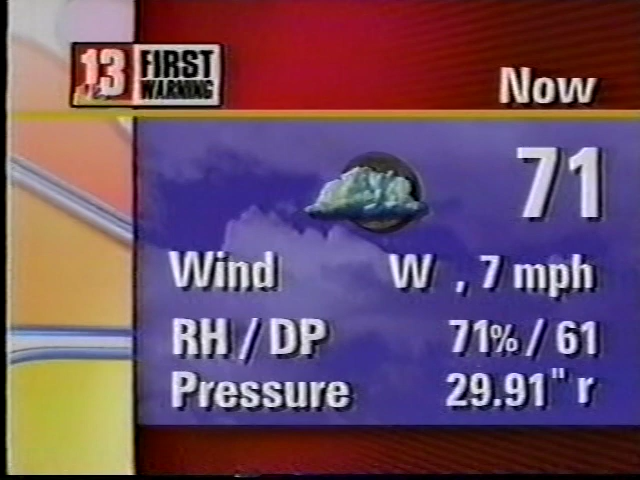 13 FIRST
WARNING
Now
71
Wind W , 7 mph
RH / DP 71% / 61
Pressure 29.91" r